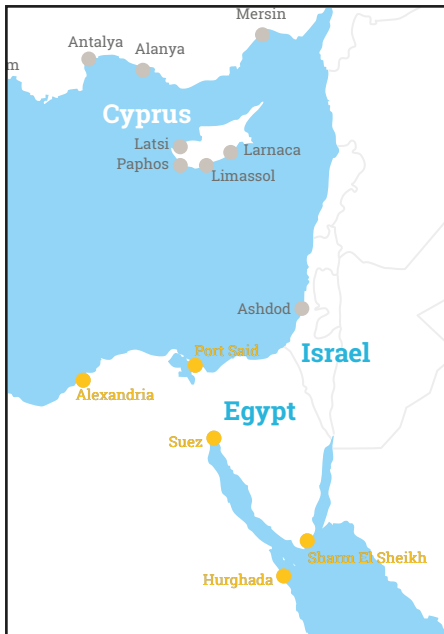 Mersin
Antalya
Alanya
m
Cyprus
Latsi
Larnaca
Paphos
Limassol
Ashdod
Israel
Port Said
Alexandria
Egypt
Suez
Sharm El Sheikh
Hurghada